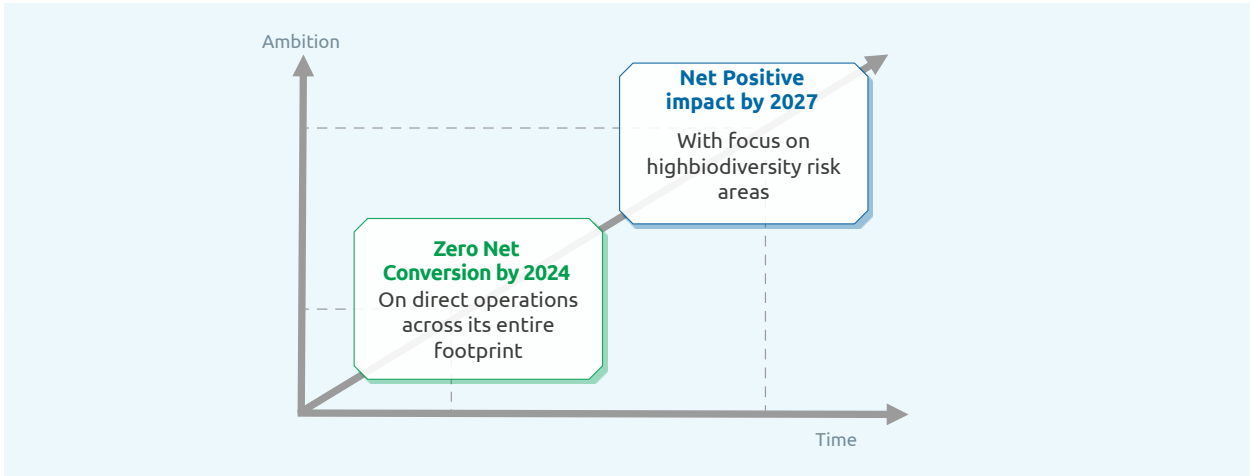 Ambition
Net Positive
impact by 2027
With focus on
highbiodiversity risk
areas
Zero Net
Conversion by 2024
On direct operations
across its entire
footprint
Time